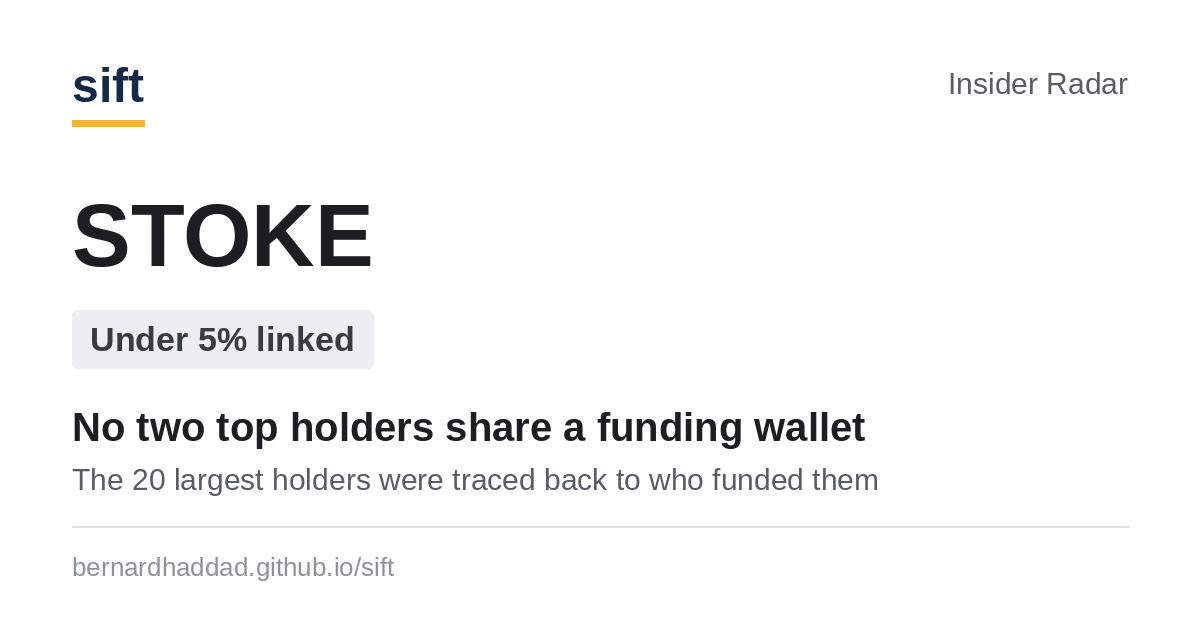 sift
Insider Radar
STOKE
Under 5% linked
No two top holders share a funding wallet
The 20 largest holders were traced back to who funded them
bernardhaddad.github.io/sift